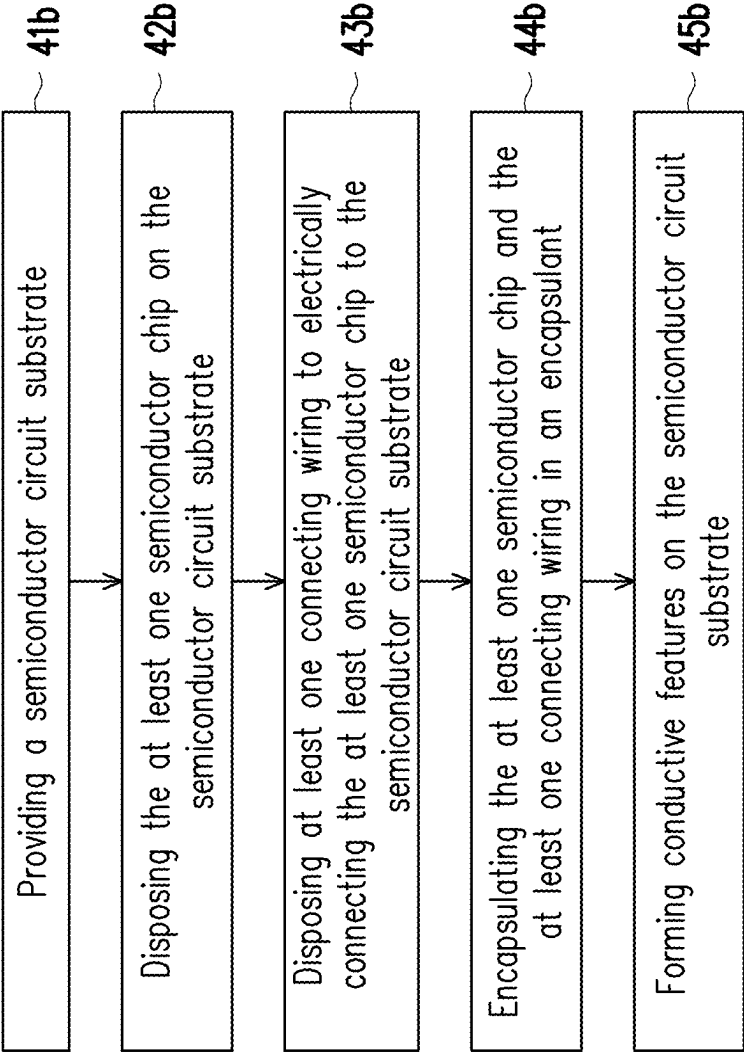 Providing a semiconductor circuit substrate
41b
Disposing the at least one semiconductor chip on the
semiconductor circuit substrate
42b
Disposing at least one connecting wiring to electrically
connecting the at least one semiconductor chip to the
semiconductor circuit substrate
43b
Encapsulating the at least one semiconductor chip and the
at least one connecting wiring in an encapsulant
44b
Forming conductive features on the semiconductor circuit
substrate
45b